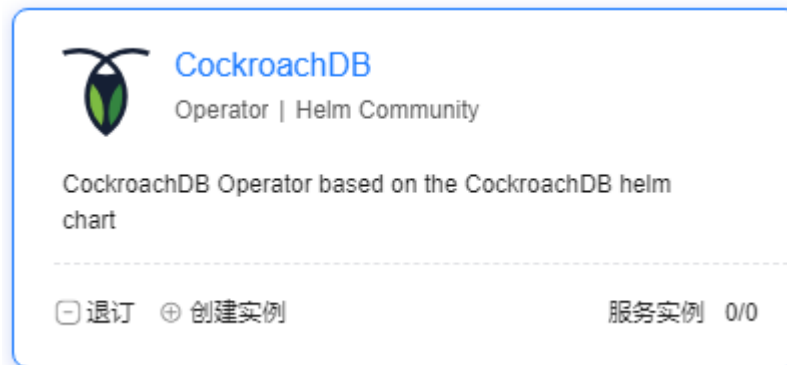 CockroachDB
Operator | Helm Community
CockroachDB Operator based on the CockroachDB helm
chart
退订 创建实例 服务实例 0/0